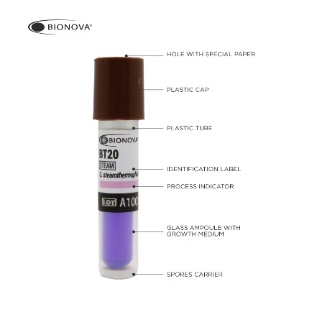 BIONOVA®
HOLE WITH SPECIAL PAPER
PLASTIC CAP
PLASTIC TUBE
BIONOVA
BT20
STEAM
IDENTIFICATION LABEL
PROCESS INDICATOR
LOT
GLASS AMPOULE WITH
GROWTH MEDIUM
SPORES CARRIER